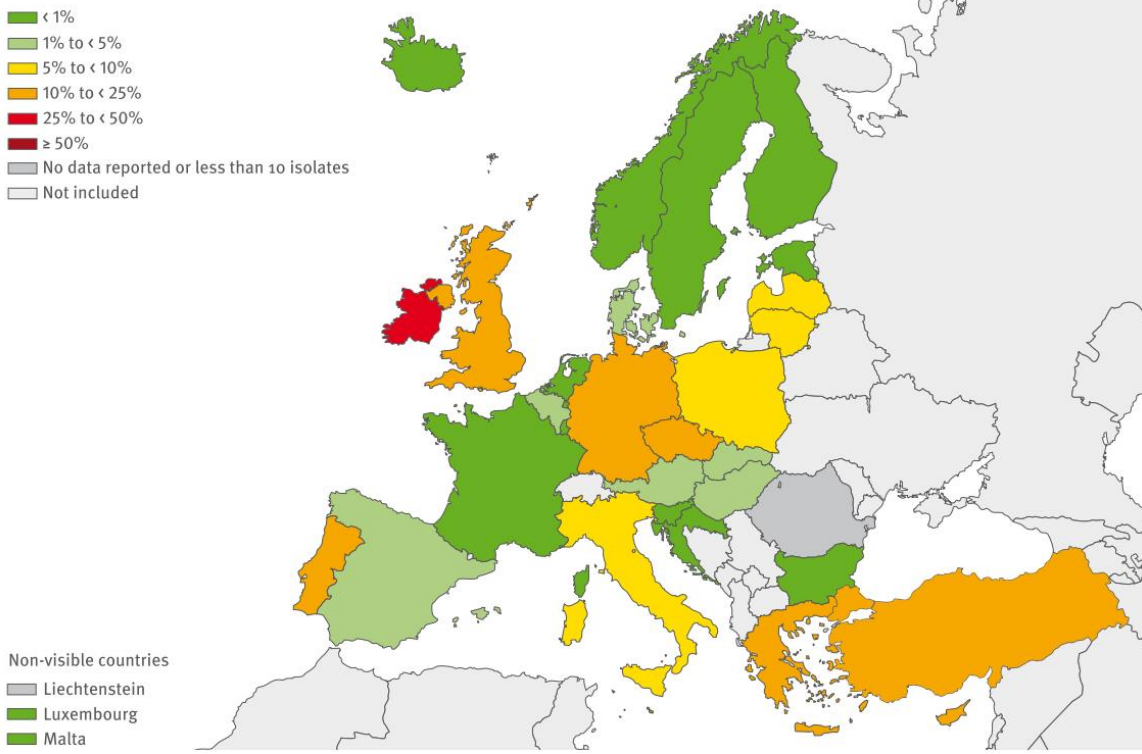 < 1%
1% to < 5%
5% to < 10%
10% to < 25%
25% to < 50%
≥ 50%
No data reported or less than 10 isolates
Not included
Non-visible countries
Liechtenstein
Luxembourg
Malta